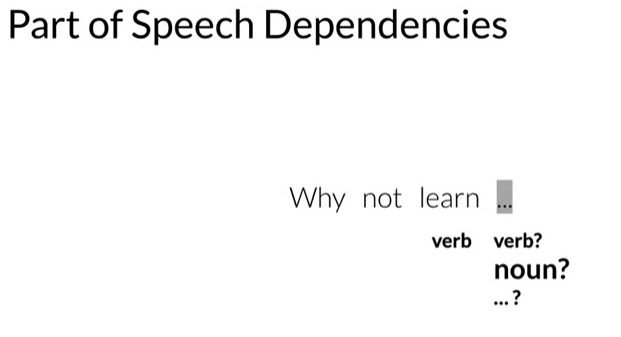 Part of Speech Dependencies
Why not learn ...
verb verb?
noun?
...?